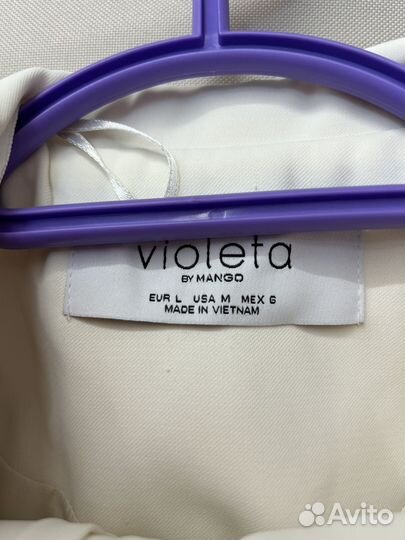 violeta
BY MANGO
EUR L USA M MEX 6
MADE IN VIETNAM
Avito